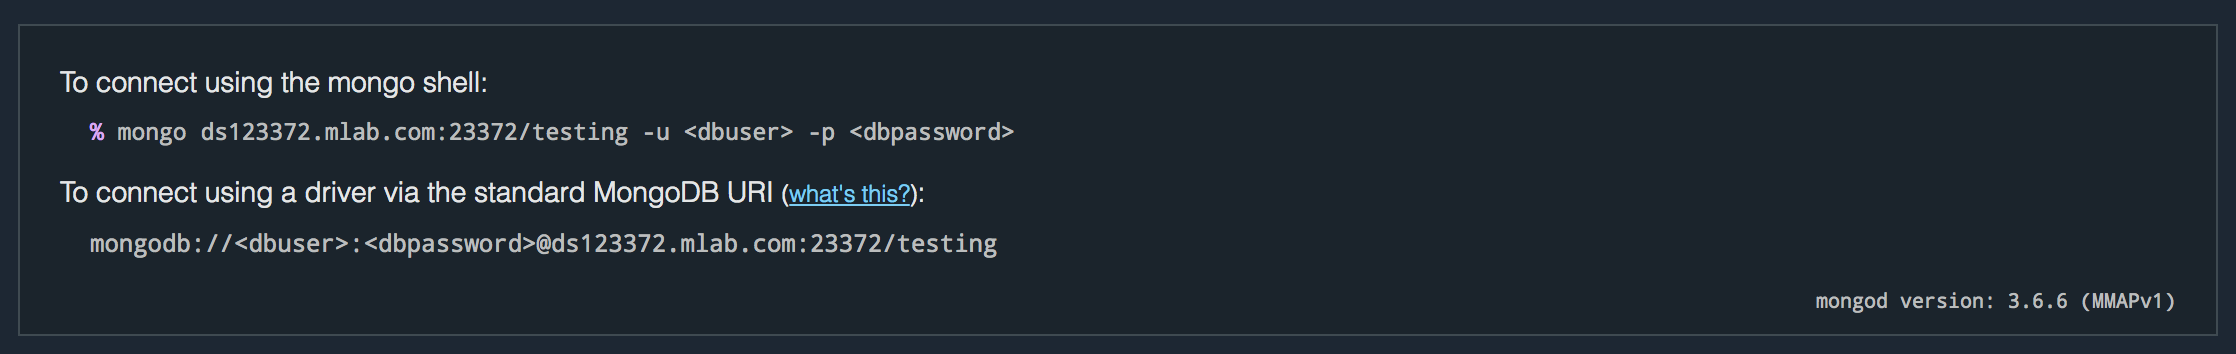 To connect using the mongo shell:
% mongo ds123372.mlab.com:23372/testing -u <dbuser> -p <dbpassword>
To connect using a driver via the standard MongoDB URI (what's this?):
mongodb://<dbuser>:<dbpassword>@ds123372.mlab.com:23372/testing
mongod version: 3.6.6 (MMAPv1)